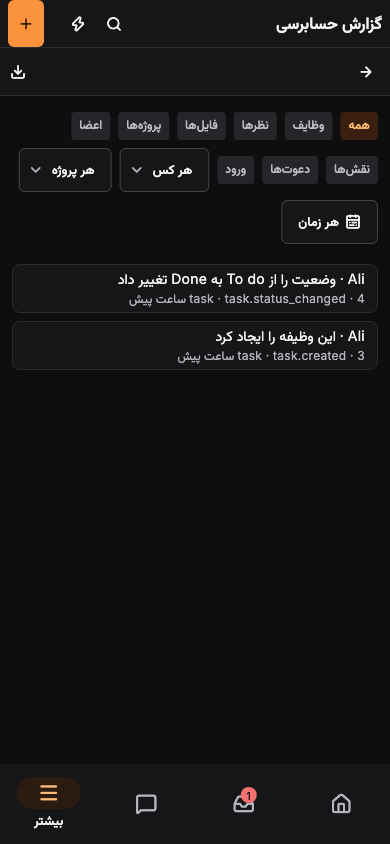 گزارش حسابرسی
همه
وظایف
نظرها
فایل‌ها
پروژه‌ها
اعضا
نقش‌ها
دعوت‌ها
ورود
هر کس
هر پروژه
هر زمان
Ali · وضعیت را از To do به Done تغییر داد
task · task.status_changed · 4 ساعت پیش
Ali · این وظیفه را ایجاد کرد
task · task.created · 3 ساعت پیش
1
بیشتر